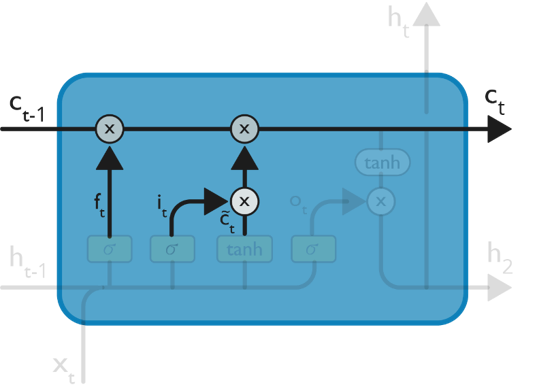 h_t
c_{t-1}
c_t
x x
tanh
f_t i_t x c̃_t o_t x
σ σ tanh σ
h_{t-1} h_2
x_t